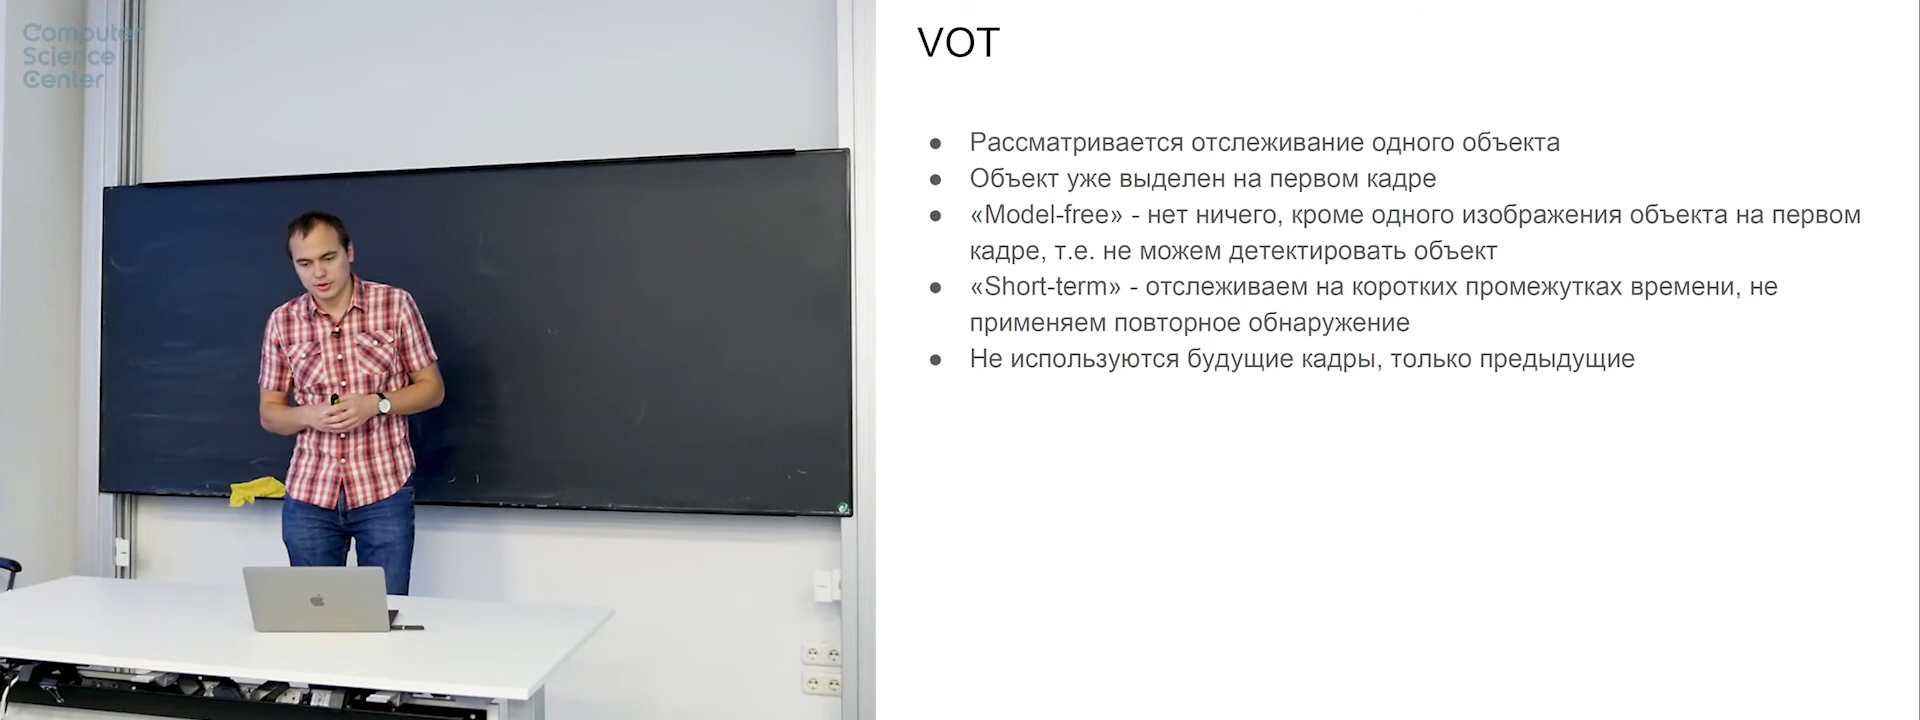 Computer
Science
Center
VOT
● Рассматривается отслеживание одного объекта
● Объект уже выделен на первом кадре
● «Model-free» - нет ничего, кроме одного изображения объекта на первом
кадре, т.е. не можем детектировать объект
● «Short-term» - отслеживаем на коротких промежутках времени, не
применяем повторное обнаружение
● Не используются будущие кадры, только предыдущие